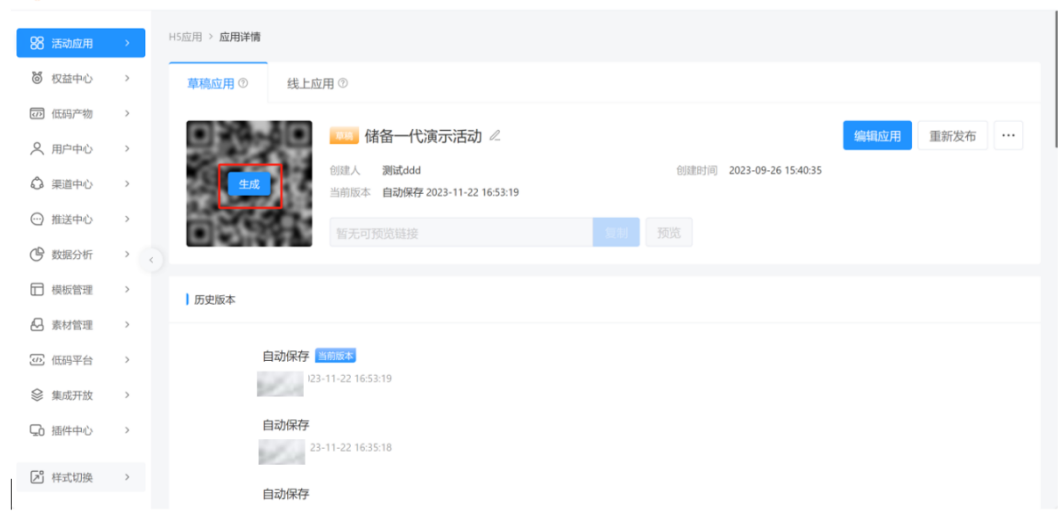 活动应用
权益中心
低码产物
用户中心
渠道中心
推送中心
数据分析
模板管理
素材管理
低码平台
集成开放
插件中心
样式切换
H5应用 > 应用详情
草稿应用 线上应用
生成
草稿 储备一代演示活动
编辑应用 重新发布 ···
创建人 测试ddd 创建时间 2023-09-26 15:40:35
当前版本 自动保存 2023-11-22 16:53:19
暂无可预览链接 复制 预览
历史版本
自动保存 当前版本
23-11-22 16:53:19
自动保存
23-11-22 16:35:18
自动保存